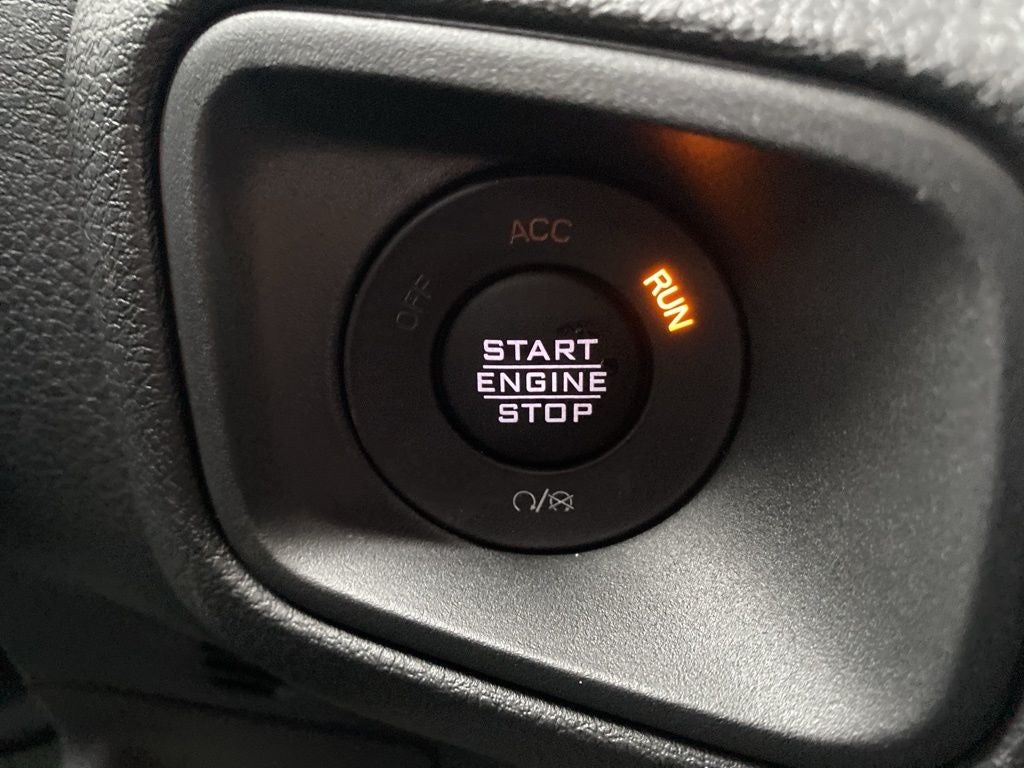 ACC
OFF
RUN
START
ENGINE
STOP